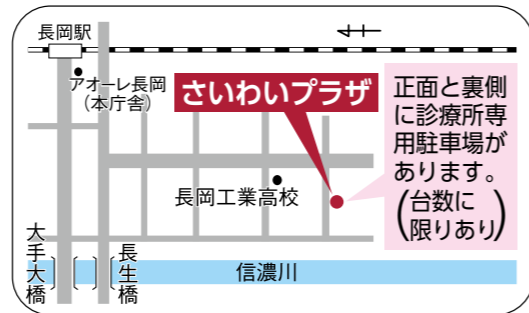 長岡駅
アオーレ長岡
(本庁舎)
さいわいプラザ
正面と裏側
に診療所専
用駐車場が
あります。
(台数に
限りあり)
長岡工業高校
大手大橋
長生橋
信濃川